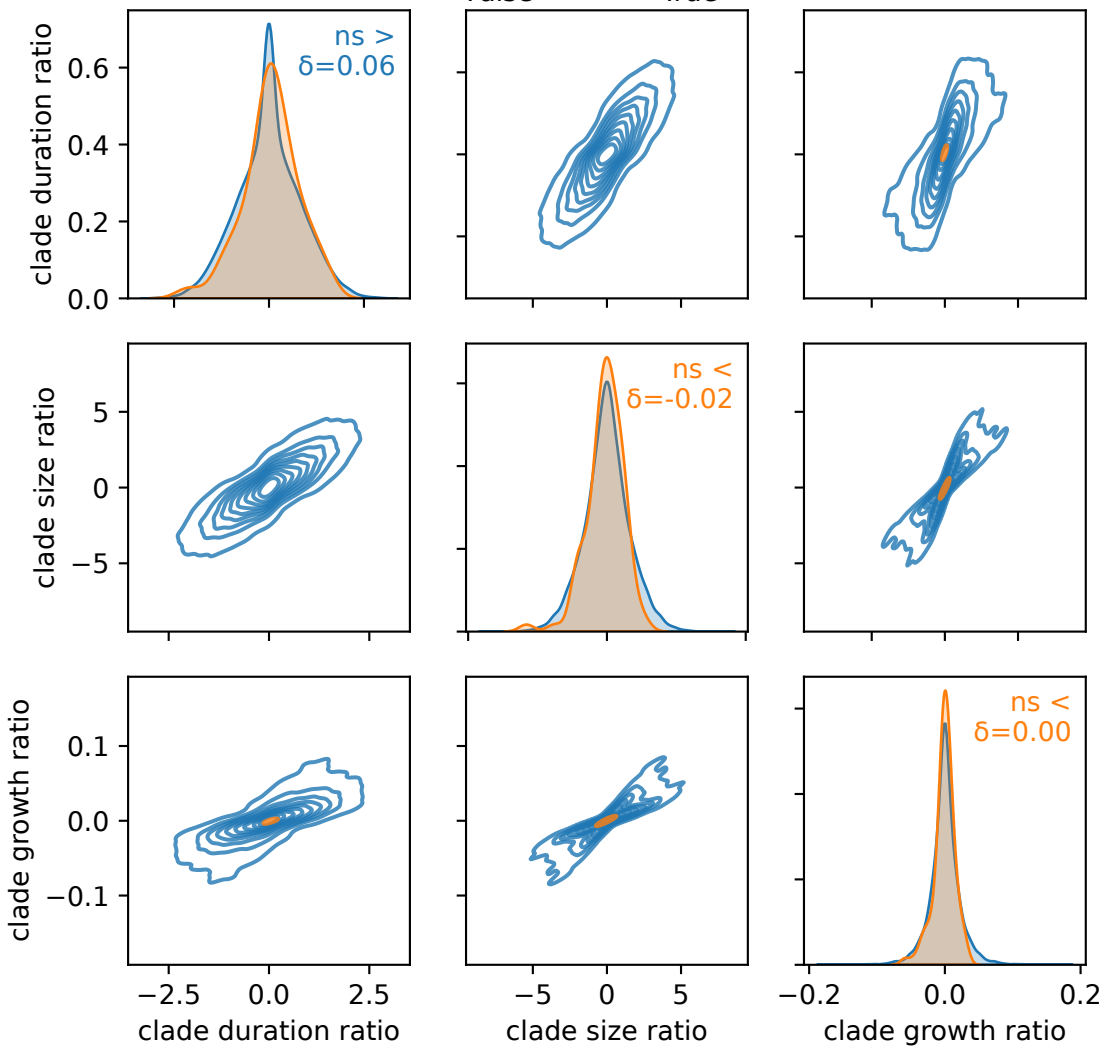 ns >
δ=0.06
clade duration ratio
0.6
0.4
0.2
0.0
−5
0
5
ns <
δ=-0.02
clade size ratio
5
0
−5
ns <
δ=0.00
clade growth ratio
0.1
0.0
−0.1
−2.5
0.0
2.5
−5
0
5
−0.2
0.0
0.2
clade duration ratio
clade size ratio
clade growth ratio